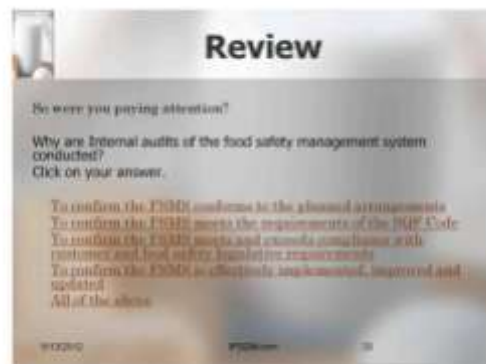 Review
So were you paying attention?
Why are Internal audits of the food safety management system
conducted?
Click on your answer.
To confirm the FSMS conforms to the planned arrangements
To confirm the FSMS meets the requirements of the SQF Code
To confirm the FSMS meets and exceeds compliance with
customer and food safety legislative requirements
To confirm the FSMS is effectively implemented, improved and
updated
All of the above